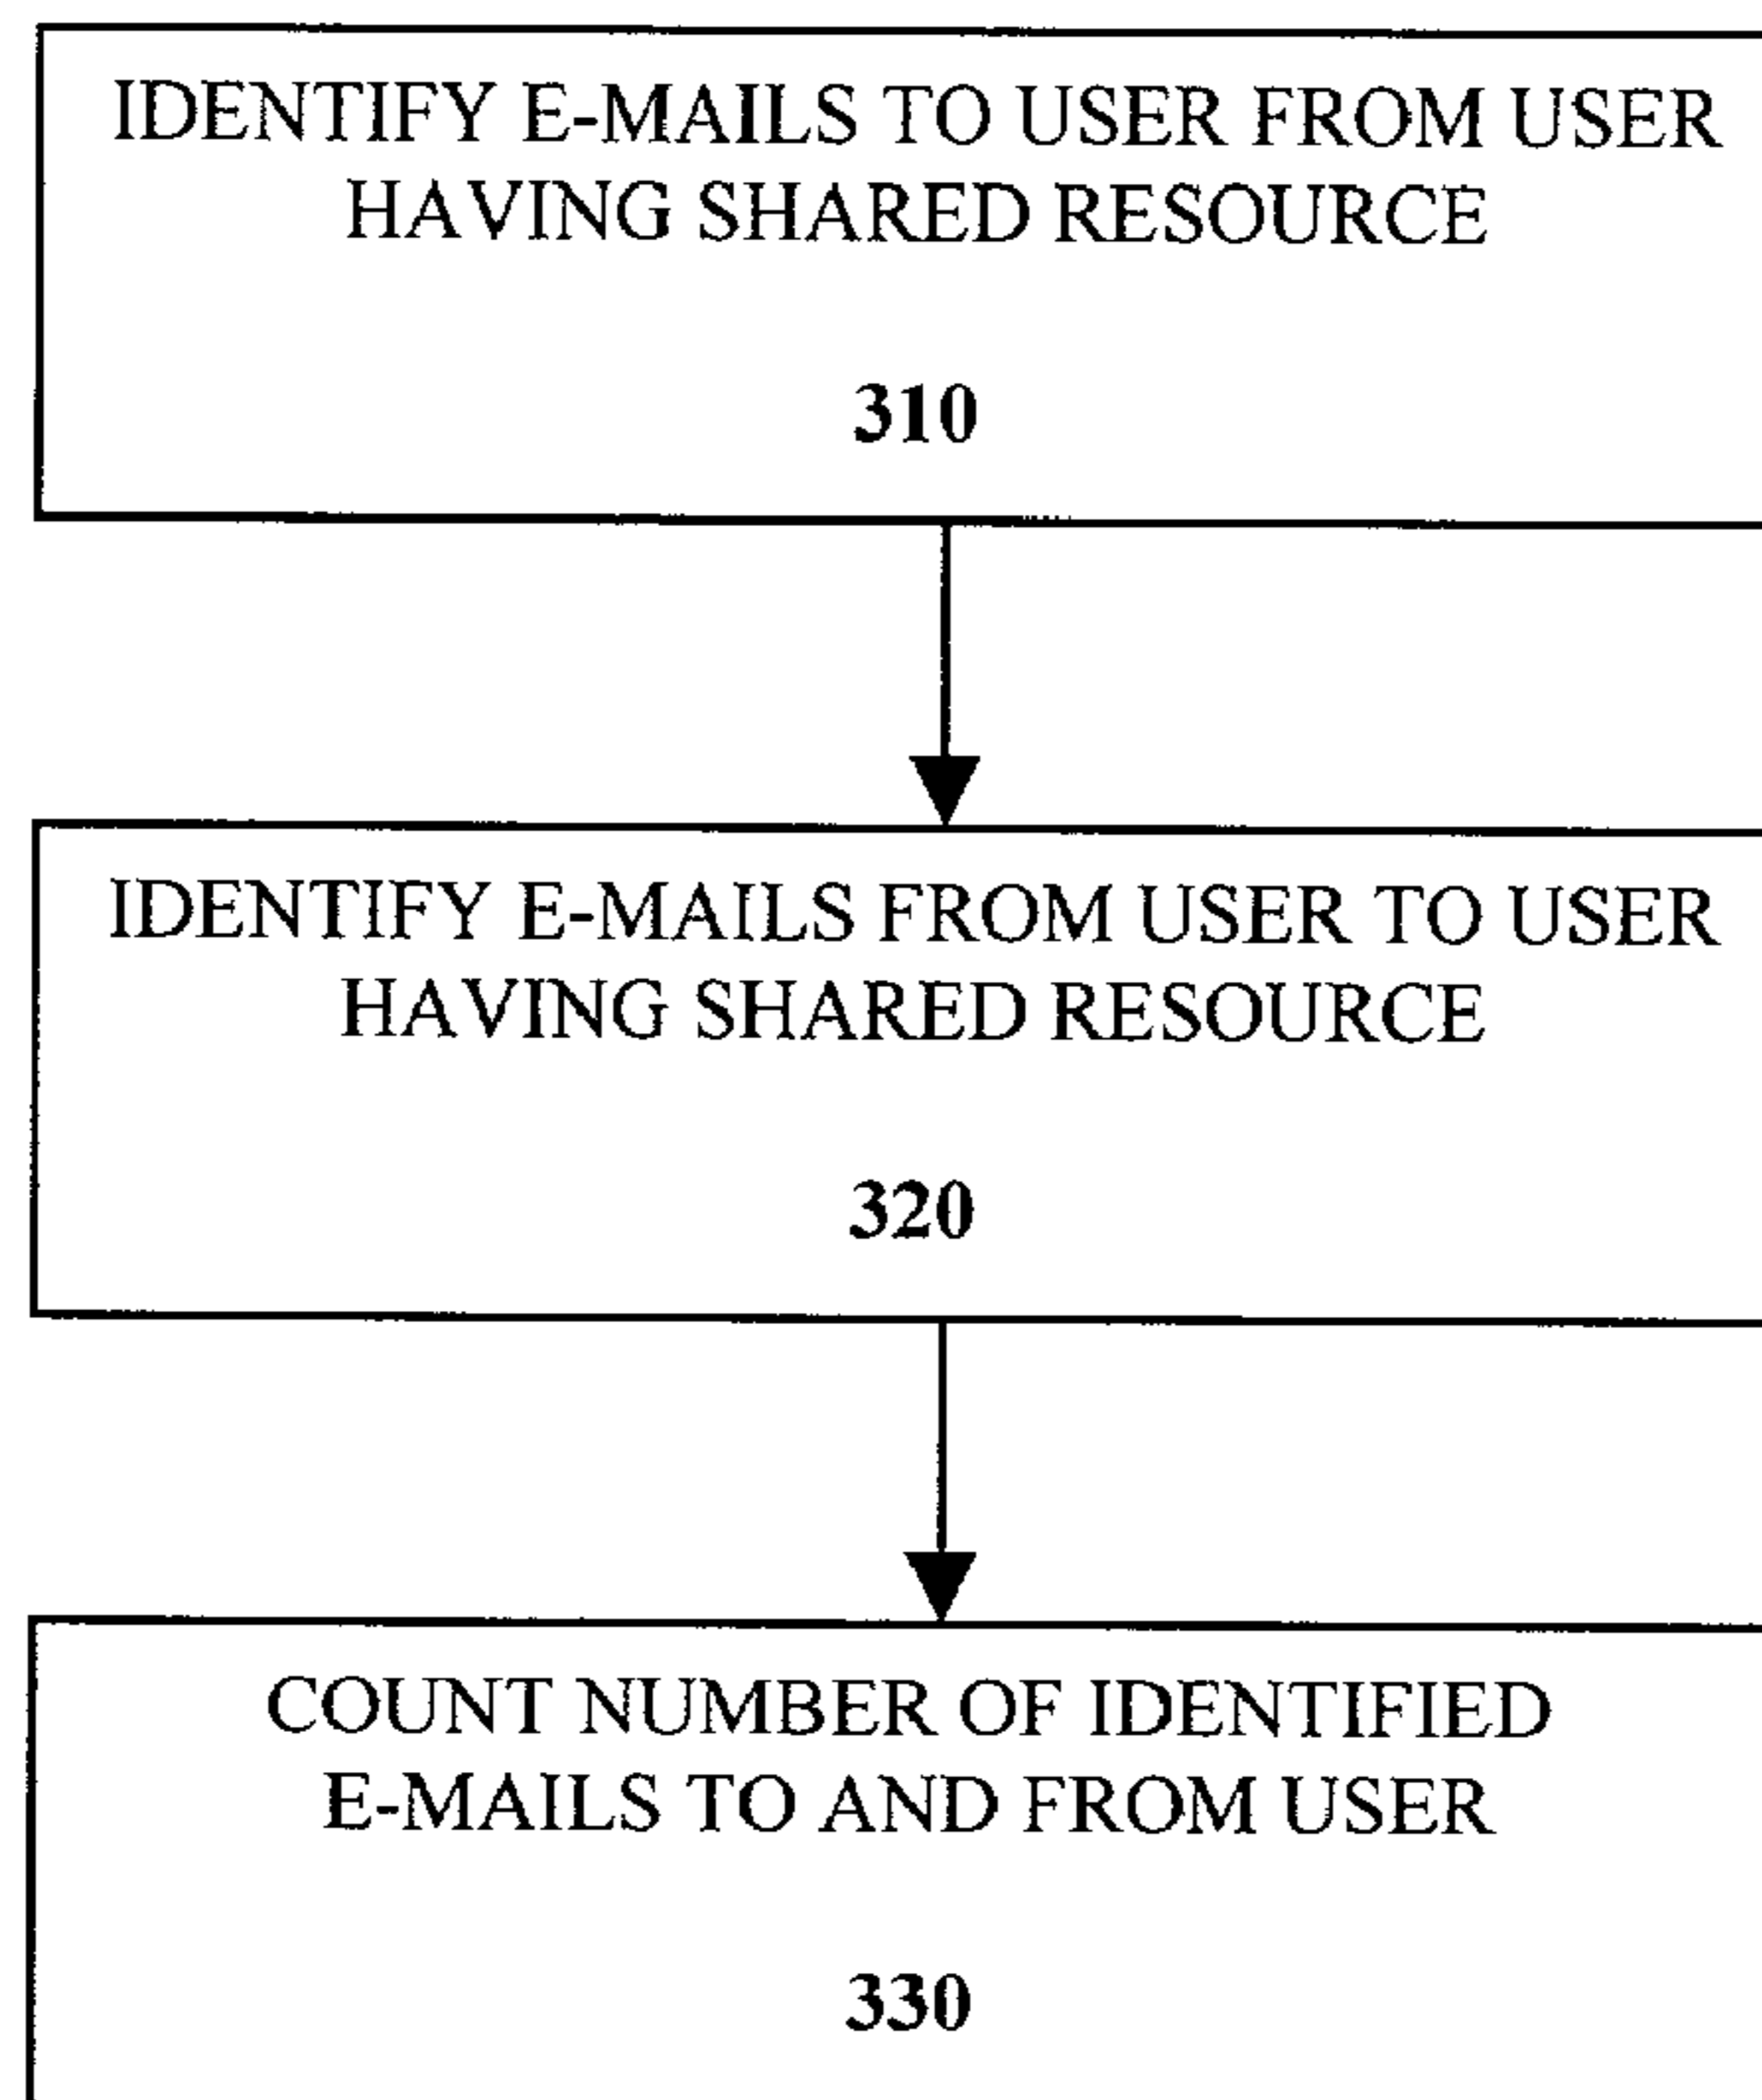 IDENTIFY E-MAILS TO USER FROM USER
HAVING SHARED RESOURCE
310
IDENTIFY E-MAILS FROM USER TO USER
HAVING SHARED RESOURCE
320
COUNT NUMBER OF IDENTIFIED
E-MAILS TO AND FROM USER
330